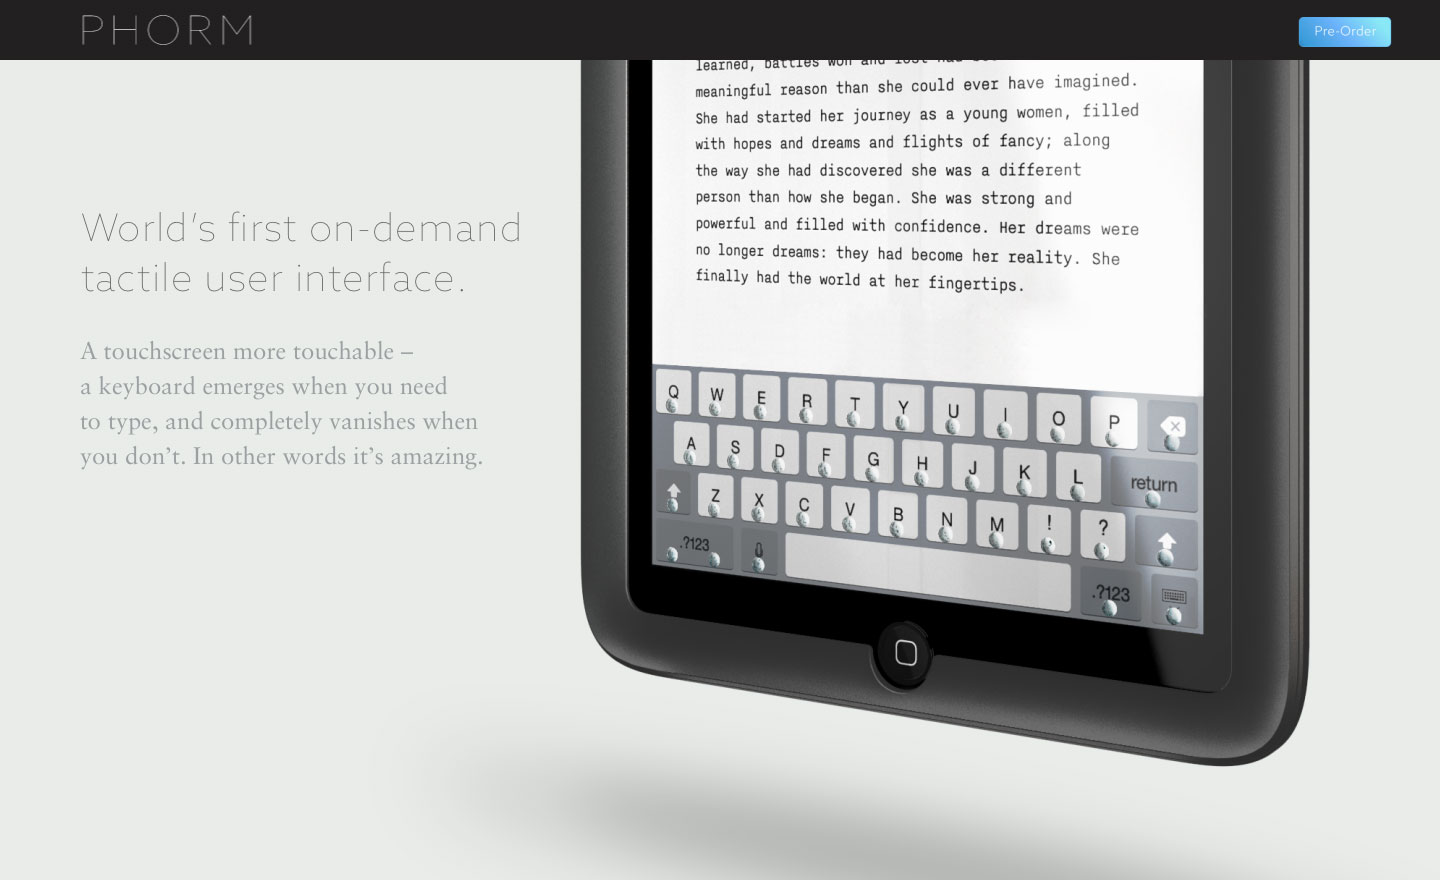 PHORM
Pre-Order
learned, battles won and lost had
meaningful reason than she could ever have imagined.
She had started her journey as a young women, filled
with hopes and dreams and flights of fancy; along
the way she had discovered she was a different
person than how she began. She was strong and
powerful and filled with confidence. Her dreams were
no longer dreams: they had become her reality. She
finally had the world at her fingertips.
World's first on-demand
tactile user interface.
A touchscreen more touchable –
a keyboard emerges when you need
to type, and completely vanishes when
you don't. In other words it's amazing.
Q W E R T Y U I O P
A S D F G H J K L return
Z X C V B N M ! ?
.?123 .?123